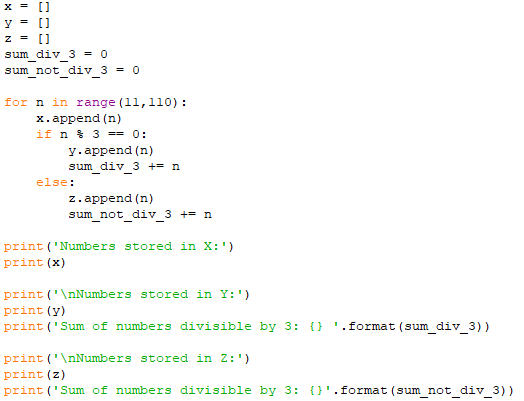 x = []
y = []
z = []
sum_div_3 = 0
sum_not_div_3 = 0

for n in range(11,110):
    x.append(n)
    if n % 3 == 0:
        y.append(n)
        sum_div_3 += n
    else:
        z.append(n)
        sum_not_div_3 += n

print('Numbers stored in X:')
print(x)

print('\nNumbers stored in Y:')
print(y)
print('Sum of numbers divisible by 3: {} '.format(sum_div_3))

print('\nNumbers stored in Z:')
print(z)
print('Sum of numbers divisible by 3: {}'.format(sum_not_div_3))